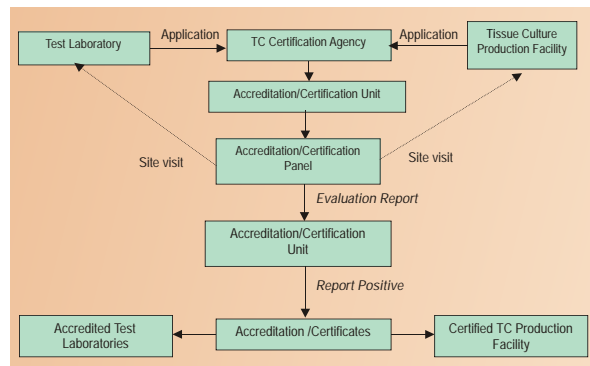 Test Laboratory
Application
TC Certification Agency
Application
Tissue Culture
Production Facility
Accreditation/Certification Unit
Accreditation/Certification
Panel
Site visit
Site visit
Evaluation Report
Accreditation/Certification
Unit
Report Positive
Accredited Test
Laboratories
Accreditation /Certificates
Certified TC Production
Facility